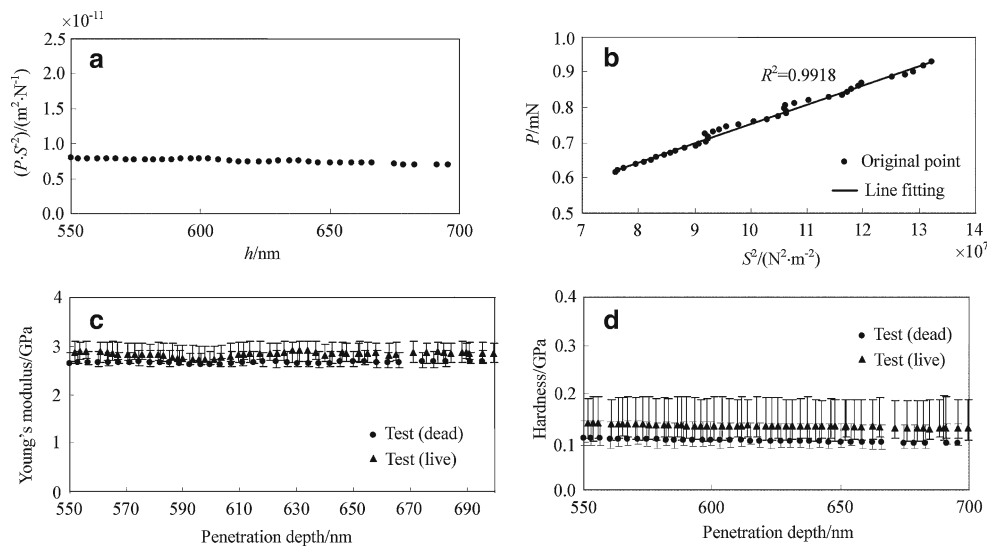 ×10⁻¹¹
a
2.5
2.0
1.5
1.0
0.5
0.0
(P·S⁻²)/(m²·N⁻¹)
550 600 650 700
h/nm
b
1.0
0.9
0.8
0.7
0.6
0.5
P/mN
R²=0.9918
Original point
Line fitting
7 8 9 10 11 12 13 14
×10⁷
S²/(N²·m⁻²)
c
4
3
2
1
0
Young's modulus/GPa
Test (dead)
Test (live)
550 570 590 610 630 650 670 690
Penetration depth/nm
d
0.4
0.3
0.2
0.1
0.0
Hardness/GPa
Test (dead)
Test (live)
550 600 650 700
Penetration depth/nm